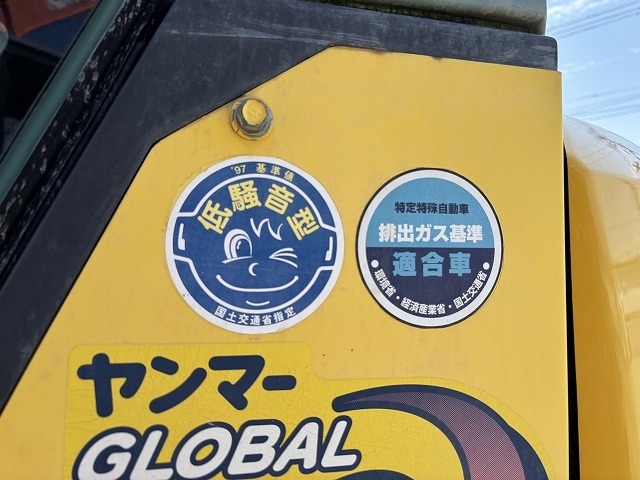 '97 基準値
低騒音型
国土交通省指定
特定特殊自動車
排出ガス基準
適合車
・環境省・経済産業省・国土交通省・
ヤンマー
GLOBAL